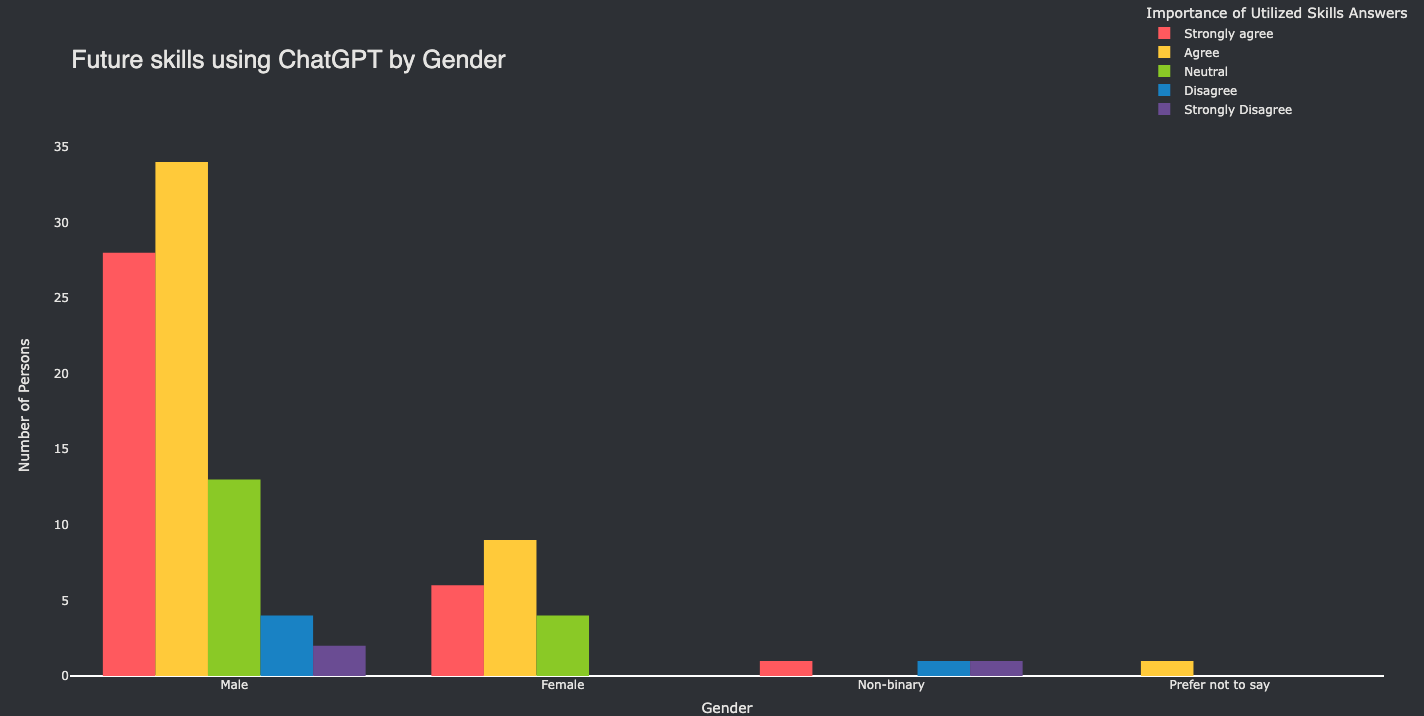 Importance of Utilized Skills Answers
Strongly agree
Agree
Neutral
Disagree
Strongly Disagree
Future skills using ChatGPT by Gender
35
30
25
20
15
10
5
0
Number of Persons
Male
Female
Non-binary
Prefer not to say
Gender